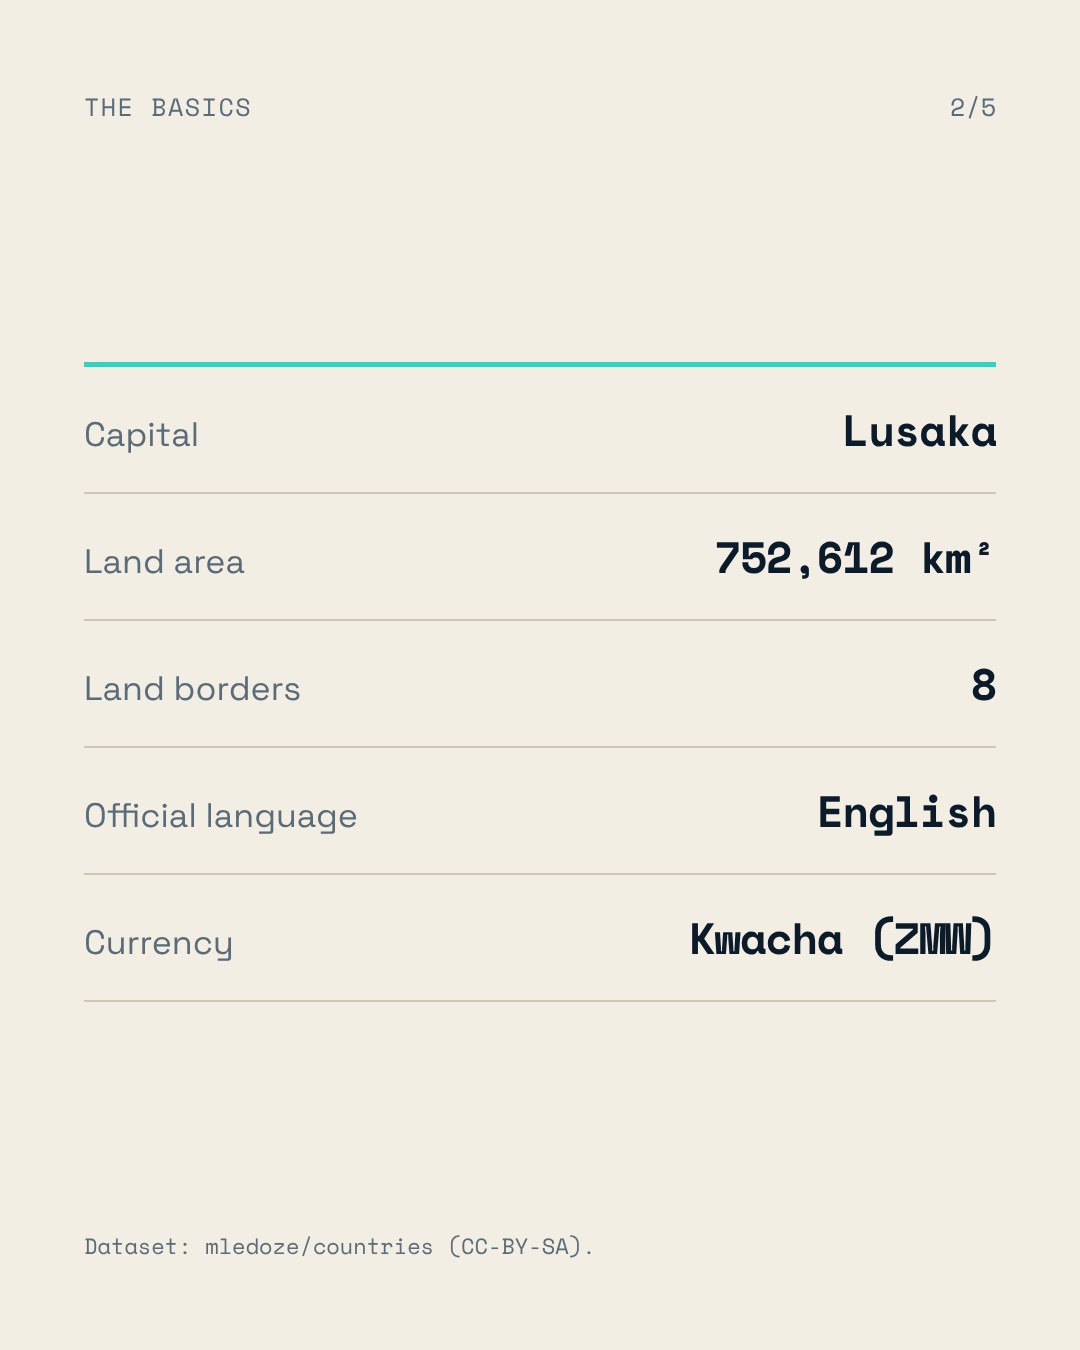 THE BASICS 2/5
Capital Lusaka
Land area 752,612 km²
Land borders 8
Official language English
Currency Kwacha (ZMW)
Dataset: mledoze/countries (CC-BY-SA).